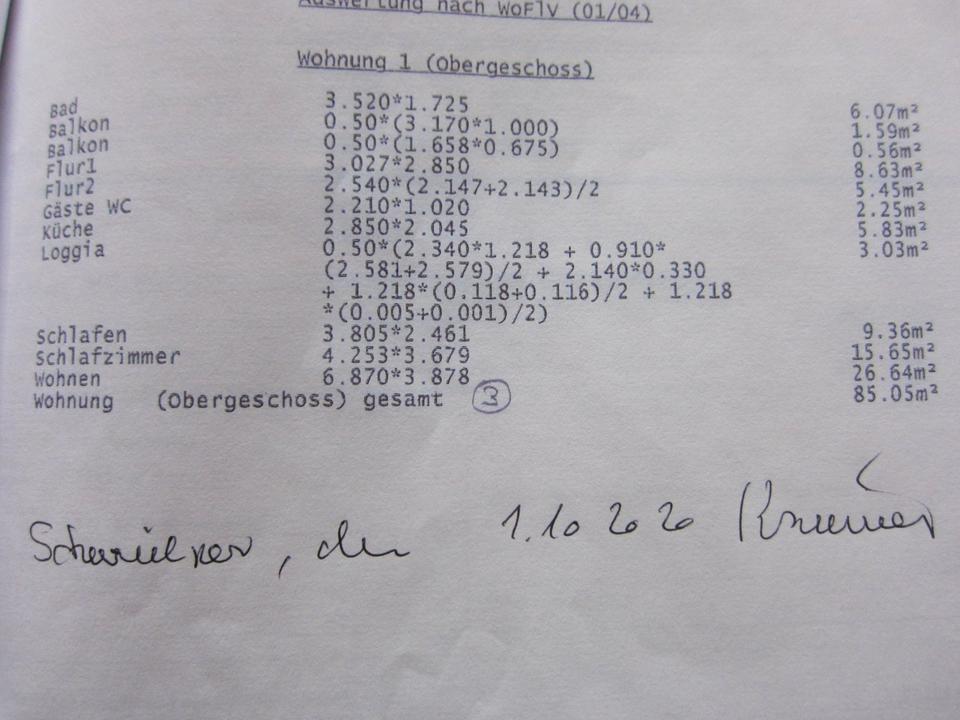 Auswertung nach WoFlV (01/04)
Wohnung 1 (Obergeschoss)
Bad 3.520*1.725 6.07m²
Balkon 0.50*(3.170*1.000) 1.59m²
Balkon 0.50*(1.658*0.675) 0.56m²
Flur1 3.027*2.850 8.63m²
Flur2 2.540*(2.147+2.143)/2 5.45m²
Gäste WC 2.210*1.020 2.25m²
Küche 2.850*2.045 5.83m²
Loggia 0.50*(2.340*1.218 + 0.910* 3.03m²
(2.581+2.579)/2 + 2.140*0.330
+ 1.218*(0.118+0.116)/2 + 1.218
*(0.005+0.001)/2)
Schlafen 3.805*2.461 9.36m²
Schlafzimmer 4.253*3.679 15.65m²
Wohnen 6.870*3.878 26.64m²
Wohnung (Obergeschoss) gesamt 3 85.05m²
Schwülper, den 1.10 2020